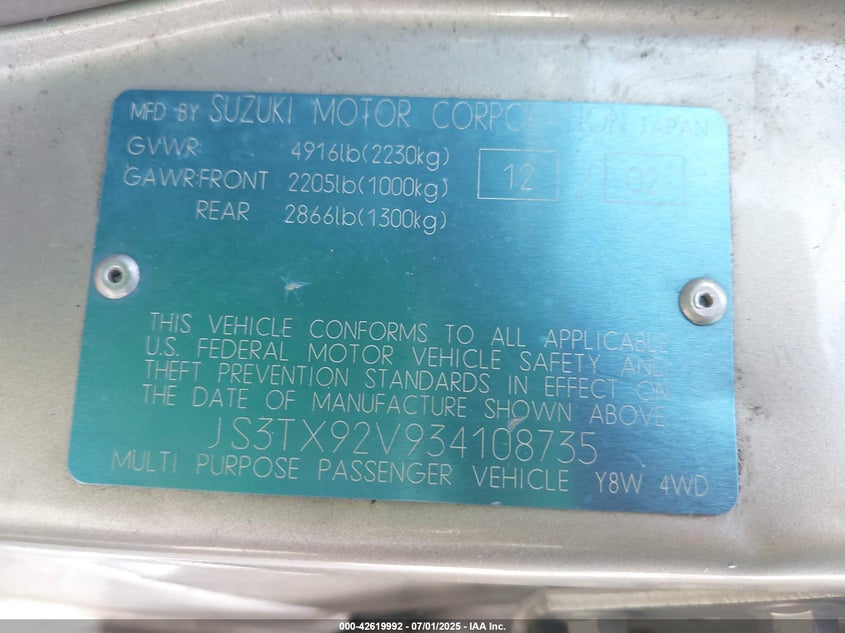 MFD BY SUZUKI MOTOR CORPORATION JAPAN
GVWR: 4916lb(2230kg) 12 / 02
GAWR:FRONT 2205lb(1000kg)
REAR 2866lb(1300kg)
THIS VEHICLE CONFORMS TO ALL APPLICABLE
U.S. FEDERAL MOTOR VEHICLE SAFETY AND
THEFT PREVENTION STANDARDS IN EFFECT ON
THE DATE OF MANUFACTURE SHOWN ABOVE.
JS3TX92V934108735
MULTI PURPOSE PASSENGER VEHICLE Y8W 4WD
000-42619992 - 07/01/2025 - IAA Inc.